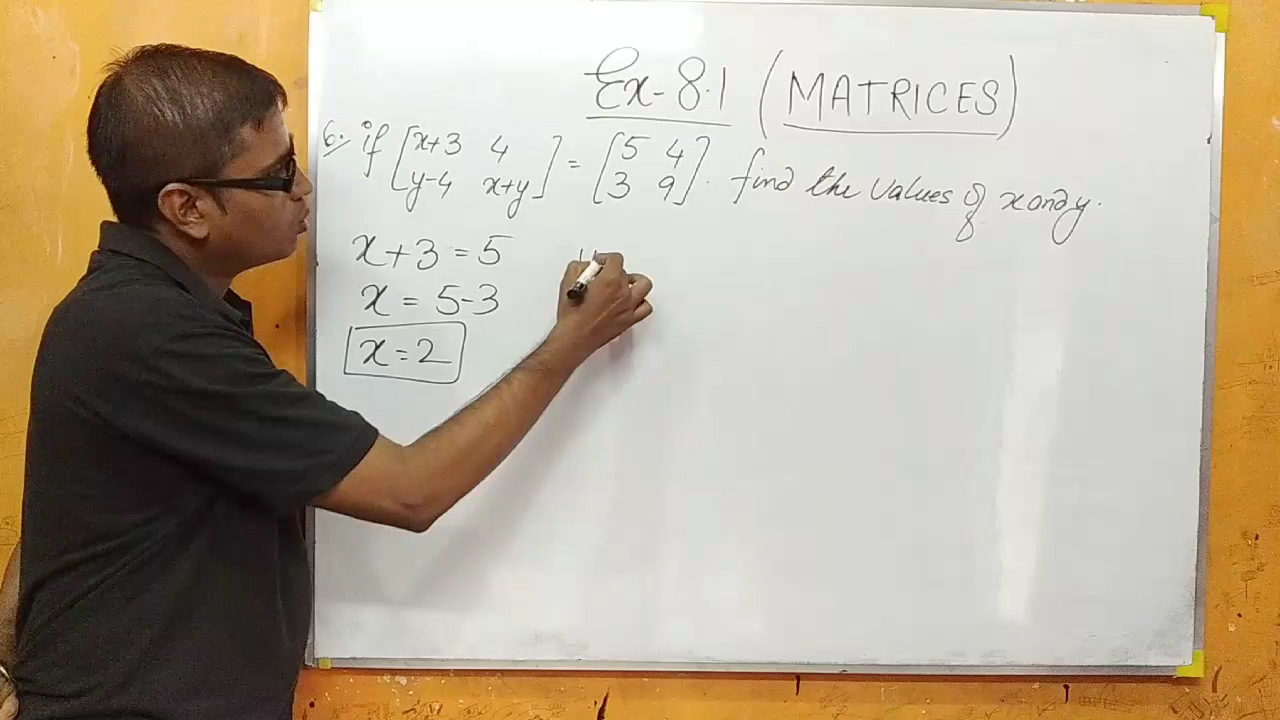 Ex-8.1 (MATRICES)
6. if [x+3 4 = [5 4
y-4 x+y] 3 9]. find the values of x and y.
x+3=5
x = 5-3
x=2